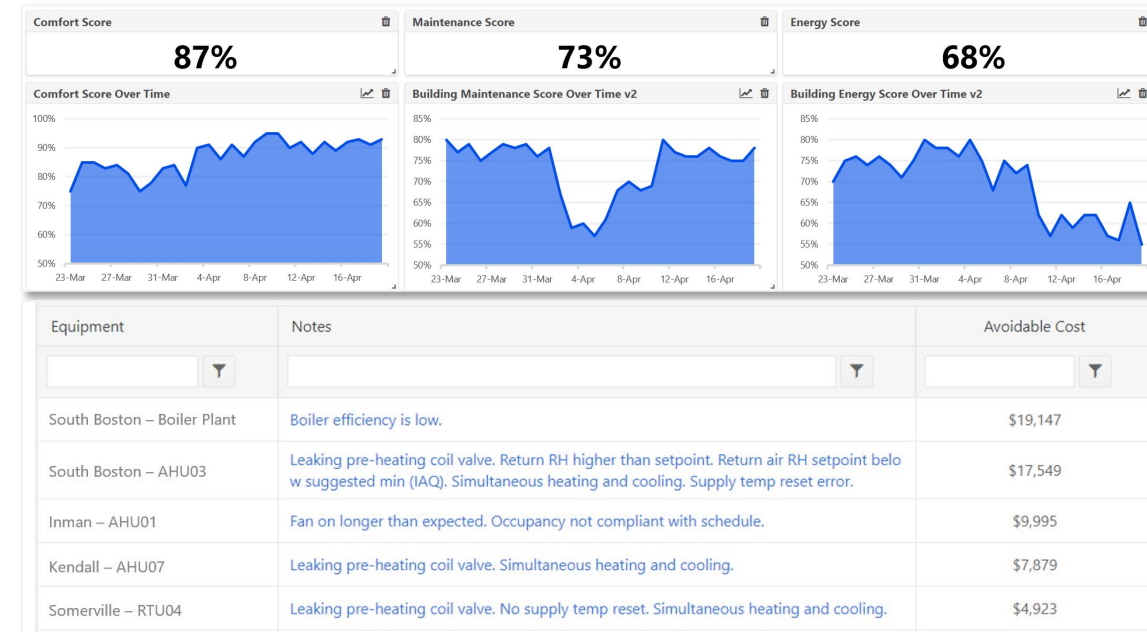 Comfort Score
Maintenance Score
Energy Score
87%
73%
68%
Comfort Score Over Time
Building Maintenance Score Over Time v2
Building Energy Score Over Time v2
100%
90%
80%
70%
60%
50%
23-Mar 27-Mar 31-Mar 4-Apr 8-Apr 12-Apr 16-Apr
85%
80%
75%
70%
65%
60%
55%
50%
23-Mar 27-Mar 31-Mar 4-Apr 8-Apr 12-Apr 16-Apr
85%
80%
75%
70%
65%
60%
55%
50%
23-Mar 27-Mar 31-Mar 4-Apr 8-Apr 12-Apr 16-Apr
Equipment Notes Avoidable Cost
South Boston – Boiler Plant Boiler efficiency is low. $19,147
South Boston – AHU03 Leaking pre-heating coil valve. Return RH higher than setpoint. Return air RH setpoint belo
w suggested min (IAQ). Simultaneous heating and cooling. Supply temp reset error. $17,549
Inman – AHU01 Fan on longer than expected. Occupancy not compliant with schedule. $9,995
Kendall – AHU07 Leaking pre-heating coil valve. Simultaneous heating and cooling. $7,879
Somerville – RTU04 Leaking pre-heating coil valve. No supply temp reset. Simultaneous heating and cooling. $4,923